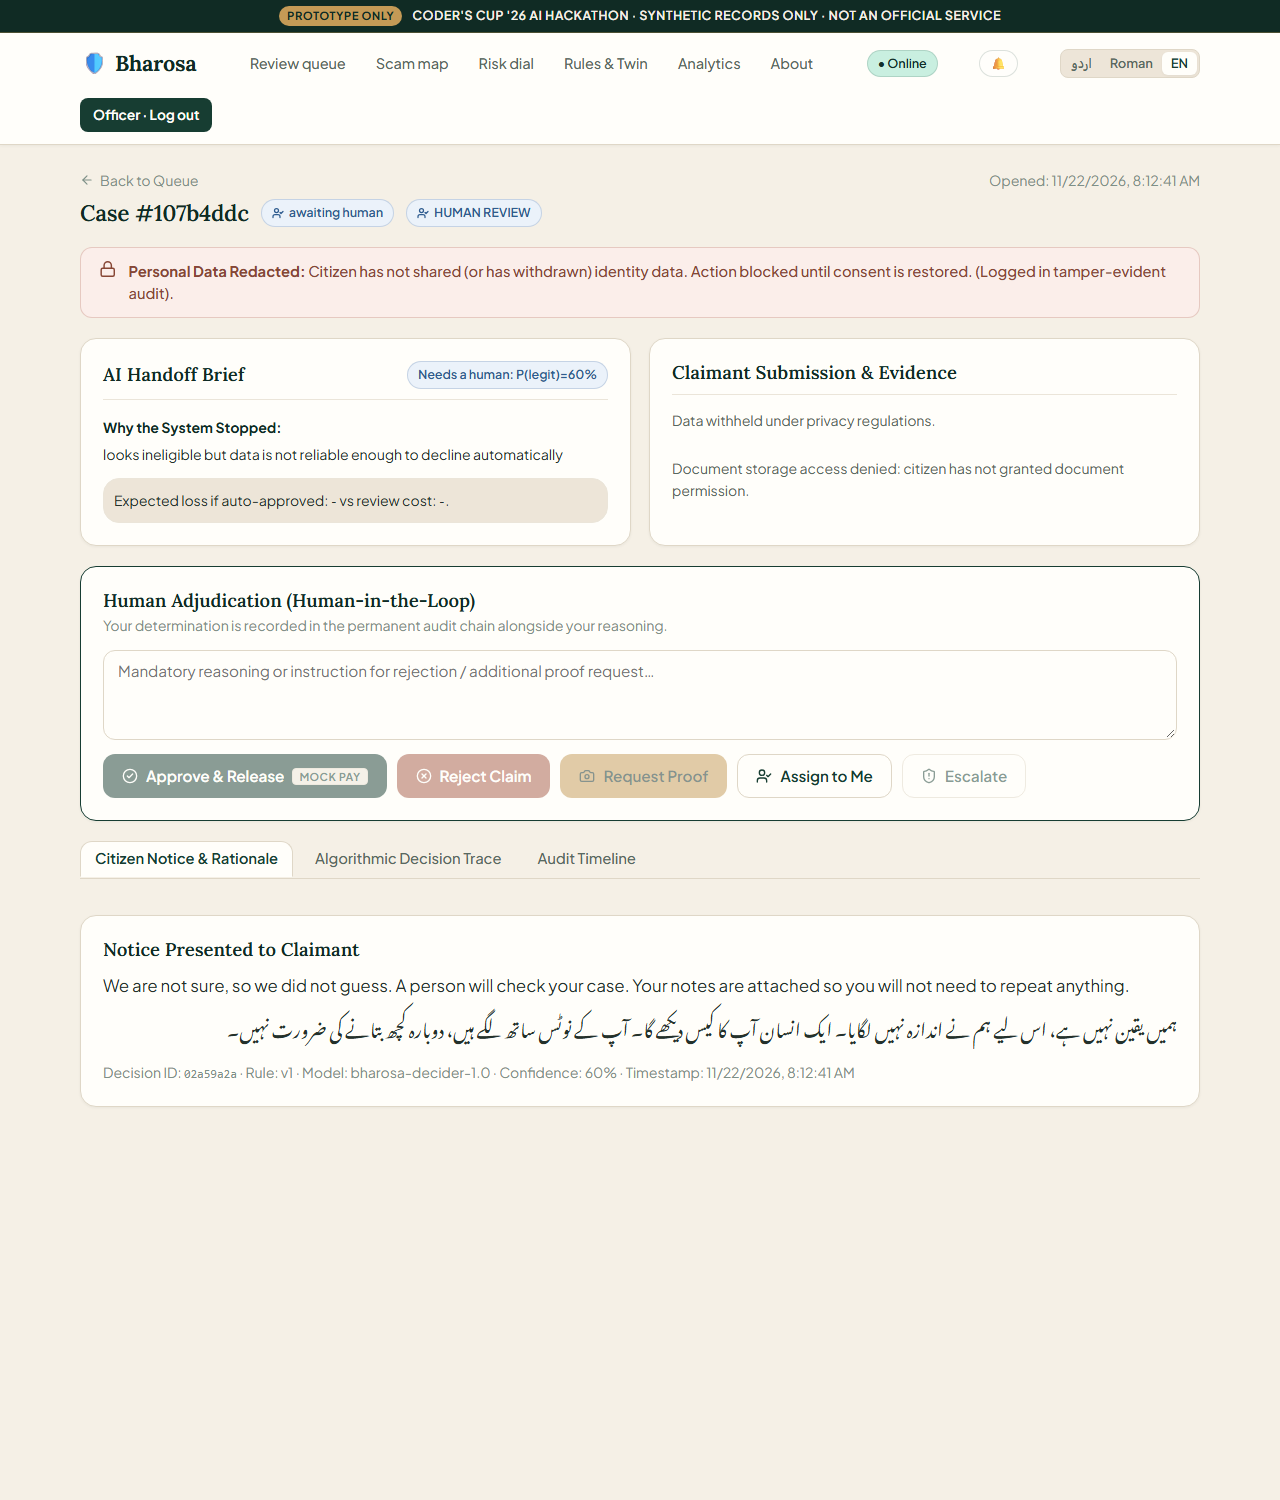 PROTOTYPE ONLY CODER'S CUP '26 AI HACKATHON · SYNTHETIC RECORDS ONLY · NOT AN OFFICIAL SERVICE
Bharosa Review queue Scam map Risk dial Rules & Twin Analytics About ● Online اردو Roman EN
Officer · Log out
← Back to Queue Opened: 11/22/2026, 8:12:41 AM
Case #107b4ddc awaiting human HUMAN REVIEW
Personal Data Redacted: Citizen has not shared (or has withdrawn) identity data. Action blocked until consent is restored. (Logged in tamper-evident
audit).
AI Handoff Brief Needs a human: P(legit)=60%
Why the System Stopped:
looks ineligible but data is not reliable enough to decline automatically
Expected loss if auto-approved: - vs review cost: -.
Claimant Submission & Evidence
Data withheld under privacy regulations.
Document storage access denied: citizen has not granted document
permission.
Human Adjudication (Human-in-the-Loop)
Your determination is recorded in the permanent audit chain alongside your reasoning.
Mandatory reasoning or instruction for rejection / additional proof request...
Approve & Release MOCK PAY Reject Claim Request Proof Assign to Me Escalate
Citizen Notice & Rationale Algorithmic Decision Trace Audit Timeline
Notice Presented to Claimant
We are not sure, so we did not guess. A person will check your case. Your notes are attached so you will not need to repeat anything.
ہمیں یقین نہیں ہے، اس لیے ہم نے اندازہ نہیں لگایا۔ ایک انسان آپ کا کیس دیکھے گا۔ آپ کے نوٹس ساتھ لگے ہیں، دوبارہ کچھ بتانے کی ضرورت نہیں۔
Decision ID: 02a59a2a · Rule: v1 · Model: bharosa-decider-1.0 · Confidence: 60% · Timestamp: 11/22/2026, 8:12:41 AM